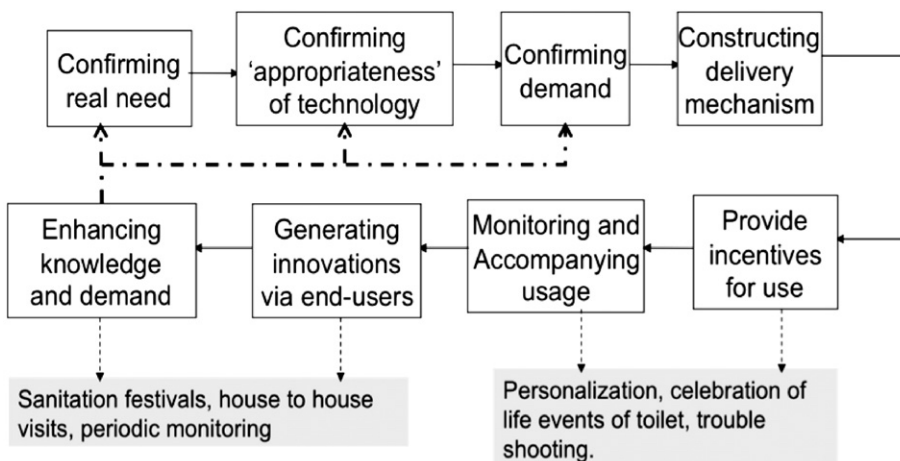 Confirming
real need
Confirming
'appropriateness'
of technology
Confirming
demand
Constructing
delivery
mechanism
Enhancing
knowledge
and demand
Generating
innovations
via end-users
Monitoring and
Accompanying
usage
Provide
incentives
for use
Sanitation festivals, house to house
visits, periodic monitoring
Personalization, celebration of
life events of toilet, trouble
shooting.